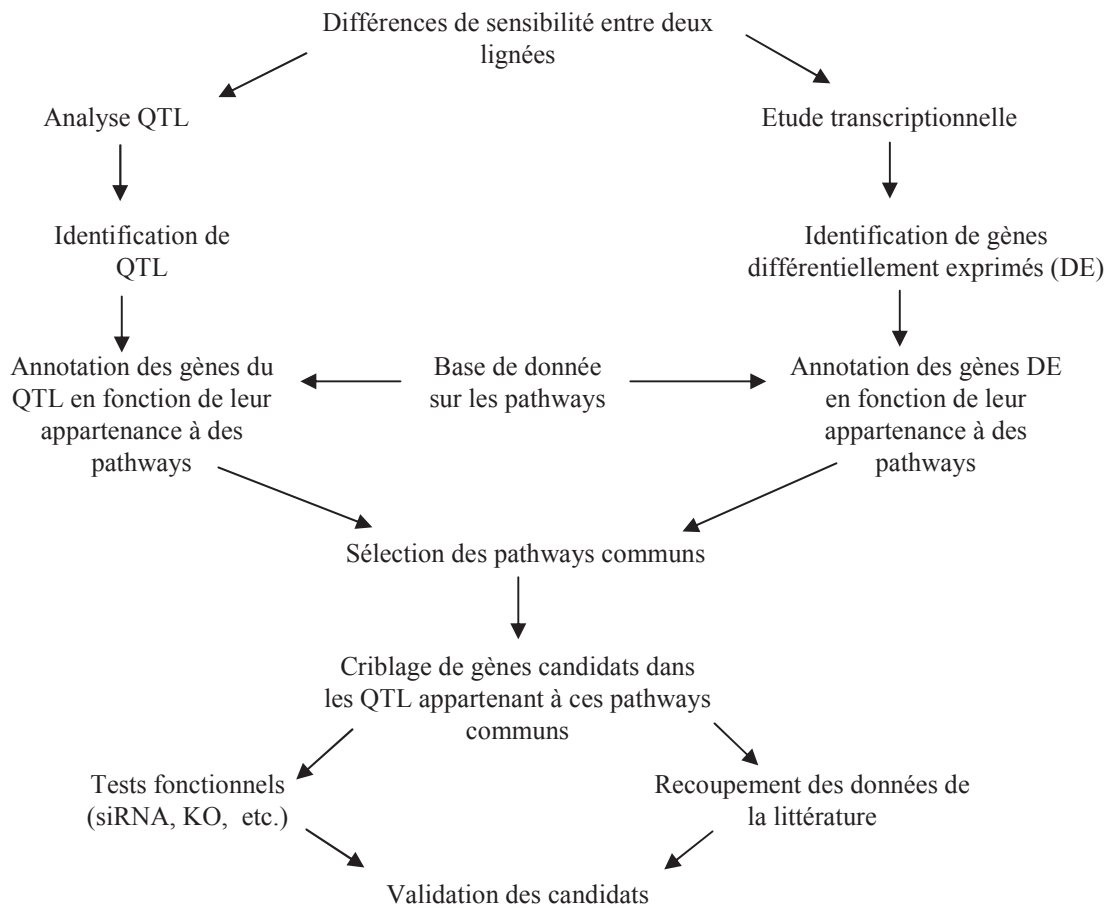 Différences de sensibilité entre deux
lignées
Analyse QTL
Etude transcriptionnelle
Identification de
QTL
Identification de gènes
différentiellement exprimés (DE)
Annotation des gènes du
QTL en fonction de leur
appartenance à des
pathways
Base de donnée
sur les pathways
Annotation des gènes DE
en fonction de leur
appartenance à des
pathways
Sélection des pathways communs
Criblage de gènes candidats dans
les QTL appartenant à ces pathways
communs
Tests fonctionnels
(siRNA, KO, etc.)
Recoupement des données de
la littérature
Validation des candidats